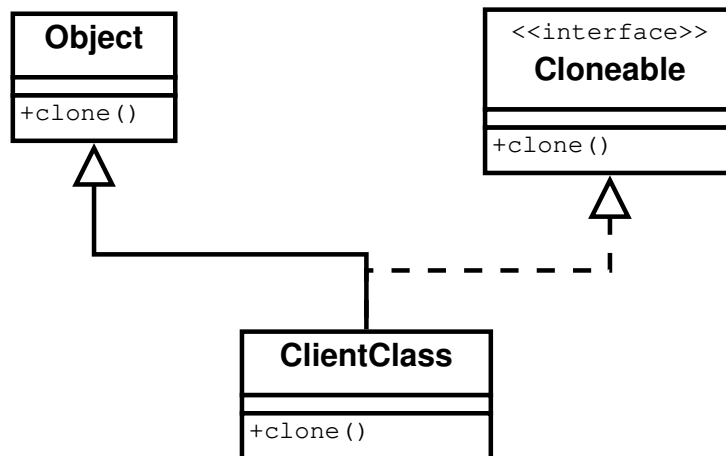 Object
+clone()
<<interface>>
Cloneable
+clone()
ClientClass
+clone()